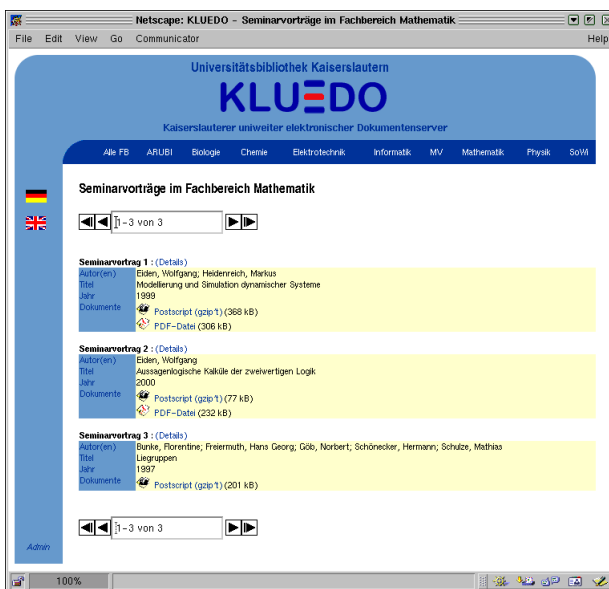 Netscape: KLUEDO - Seminarvorträge im Fachbereich Mathematik
File Edit View Go Communicator Help
Universitätsbibliothek Kaiserslautern
KLUEDO
Kaiserslauterer uniweiter elektronischer Dokumentenserver
Alle FB ARUBI Biologie Chemie Elektrotechnik Informatik MV Mathematik Physik SoWi
Seminarvorträge im Fachbereich Mathematik
1-3 von 3
Seminarvortrag 1 : (Details)
Autor(en) Eiden, Wolfgang; Heidenreich, Markus
Titel Modellierung und Simulation dynamischer Systeme
Jahr 1999
Dokumente Postscript (gzip't) (368 kB)
PDF-Datei (306 kB)
Seminarvortrag 2 : (Details)
Autor(en) Eiden, Wolfgang
Titel Aussagenlogische Kalküle der zweiwertigen Logik
Jahr 2000
Dokumente Postscript (gzip't) (77 kB)
PDF-Datei (232 kB)
Seminarvortrag 3 : (Details)
Autor(en) Bunke, Florentine; Freiermuth, Hans Georg; Göb, Norbert; Schönecker, Hermann; Schulze, Mathias
Titel Liegruppen
Jahr 1997
Dokumente Postscript (gzip't) (201 kB)
1-3 von 3
Admin
100%